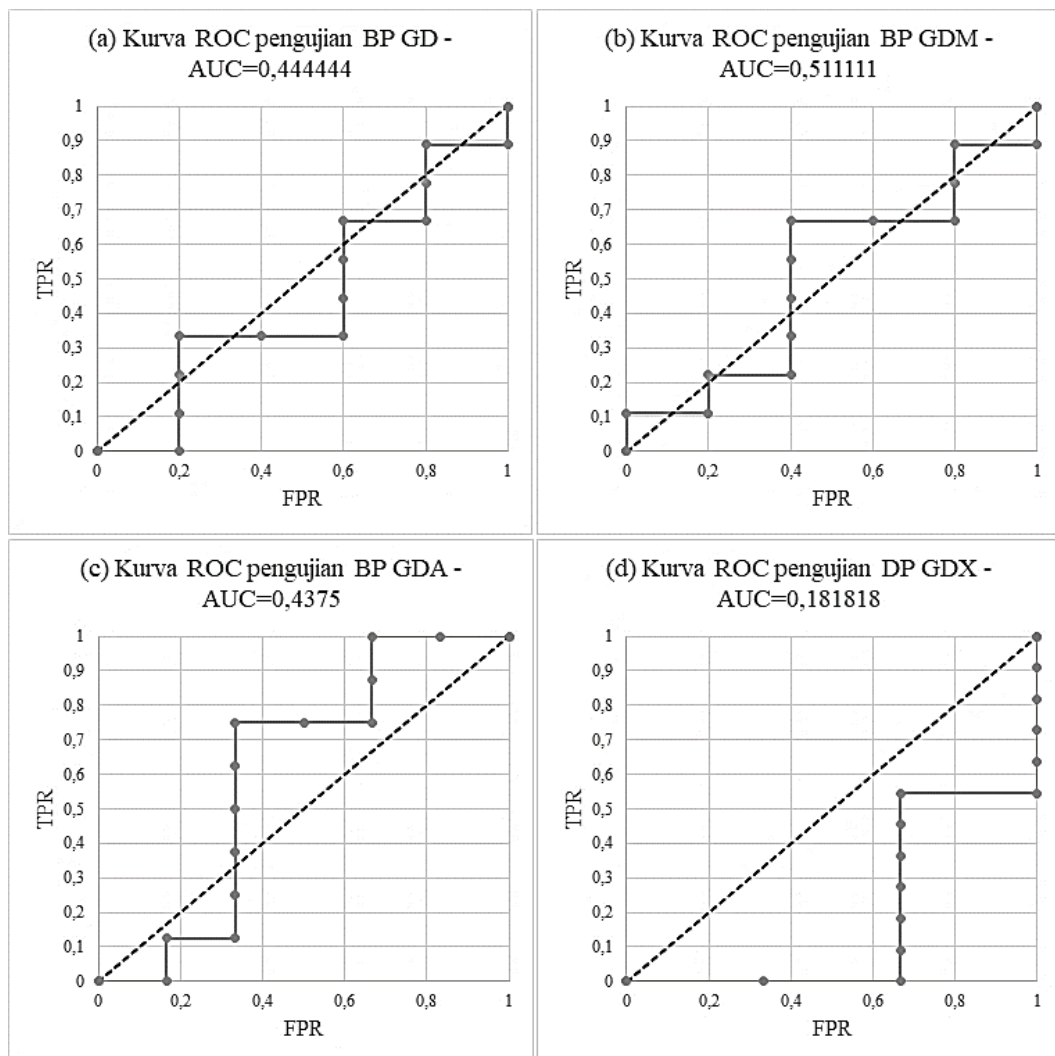 (a) Kurva ROC pengujian BP GD -
AUC=0,444444
1
0,9
0,8
0,7
0,6
0,5
0,4
0,3
0,2
0,1
0
TPR
0 0,2 0,4 0,6 0,8 1
FPR
(b) Kurva ROC pengujian BP GDM -
AUC=0,511111
1
0,9
0,8
0,7
0,6
0,5
0,4
0,3
0,2
0,1
0
TPR
0 0,2 0,4 0,6 0,8 1
FPR
(c) Kurva ROC pengujian BP GDA -
AUC=0,4375
1
0,9
0,8
0,7
0,6
0,5
0,4
0,3
0,2
0,1
0
TPR
0 0,2 0,4 0,6 0,8 1
FPR
(d) Kurva ROC pengujian DP GDX -
AUC=0,181818
1
0,9
0,8
0,7
0,6
0,5
0,4
0,3
0,2
0,1
0
TPR
0 0,2 0,4 0,6 0,8 1
FPR